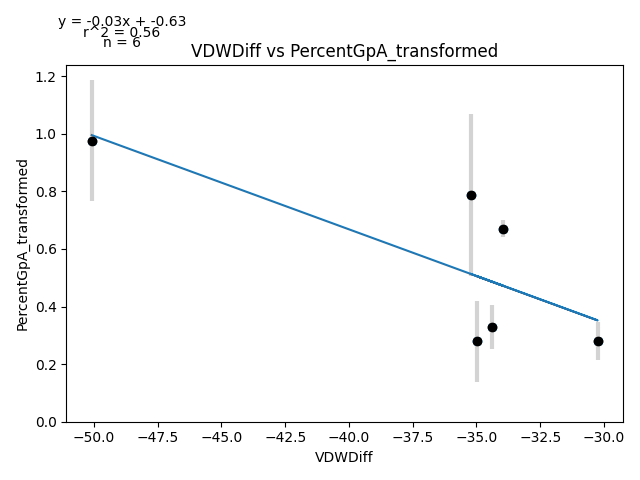 y = -0.03x + -0.63
r^2 = 0.56
n = 6
VDWDiff vs PercentGpA_transformed
1.2
1.0
0.8
0.6
0.4
0.2
0.0
PercentGpA_transformed
−50.0 −47.5 −45.0 −42.5 −40.0 −37.5 −35.0 −32.5 −30.0
VDWDiff